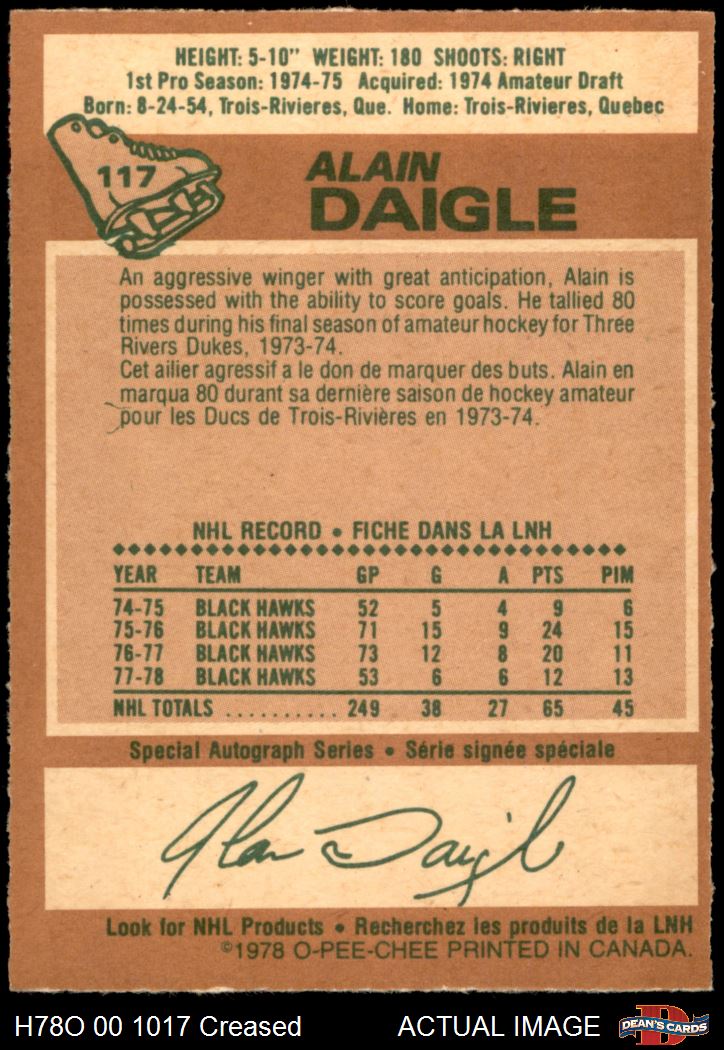 HEIGHT: 5-10" WEIGHT: 180 SHOOTS: RIGHT
1st Pro Season: 1974-75 Acquired: 1974 Amateur Draft
Born: 8-24-54, Trois-Rivieres, Que. Home: Trois-Rivieres, Quebec
117
ALAIN
DAIGLE
An aggressive winger with great anticipation, Alain is
possessed with the ability to score goals. He tallied 80
times during his final season of amateur hockey for Three
Rivers Dukes, 1973-74.
Cet ailier agressif a le don de marquer des buts. Alain en
marqua 80 durant sa dernière saison de hockey amateur
pour les Ducs de Trois-Rivières en 1973-74.
NHL RECORD • FICHE DANS LA LNH
YEAR TEAM GP G A PTS PIM
74-75 BLACK HAWKS 52 5 4 9 6
75-76 BLACK HAWKS 71 15 9 24 15
76-77 BLACK HAWKS 73 12 8 20 11
77-78 BLACK HAWKS 53 6 6 12 13
NHL TOTALS .......... 249 38 27 65 45
Special Autograph Series • Série signée spéciale
Alain Daigle
Look for NHL Products • Recherchez les produits de la LNH
©1978 O-PEE-CHEE PRINTED IN CANADA.
H78O 00 1017 Creased ACTUAL IMAGE D DEAN'S CARDS